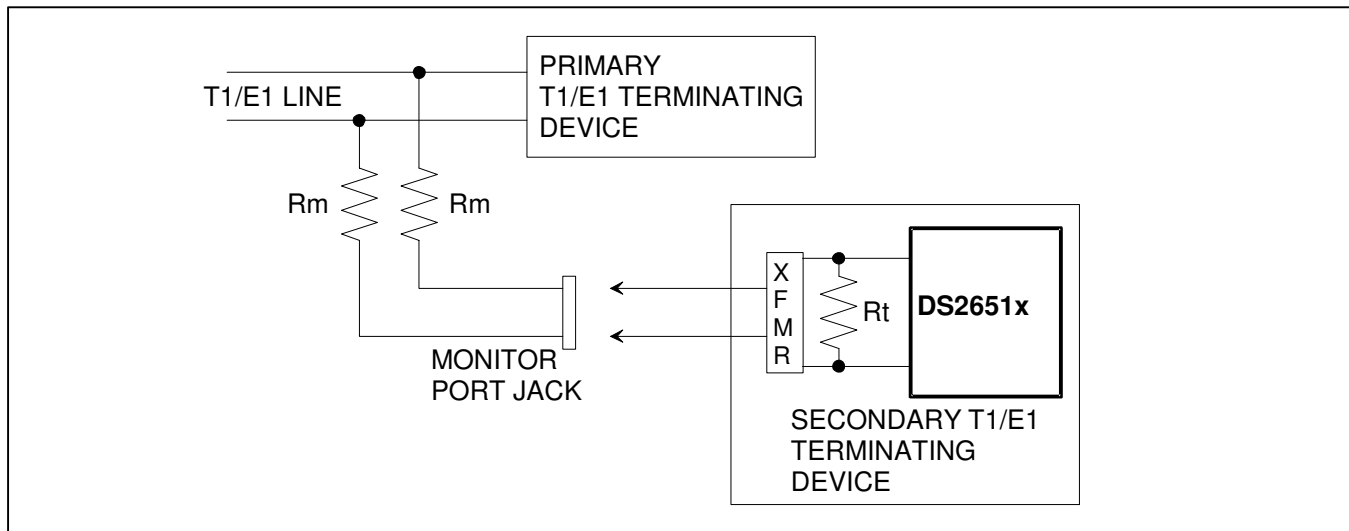 PRIMARY
T1/E1 TERMINATING
DEVICE
T1/E1 LINE
Rm
Rm
X
F
M
R
Rt
DS2651x
MONITOR
PORT JACK
SECONDARY T1/E1
TERMINATING
DEVICE